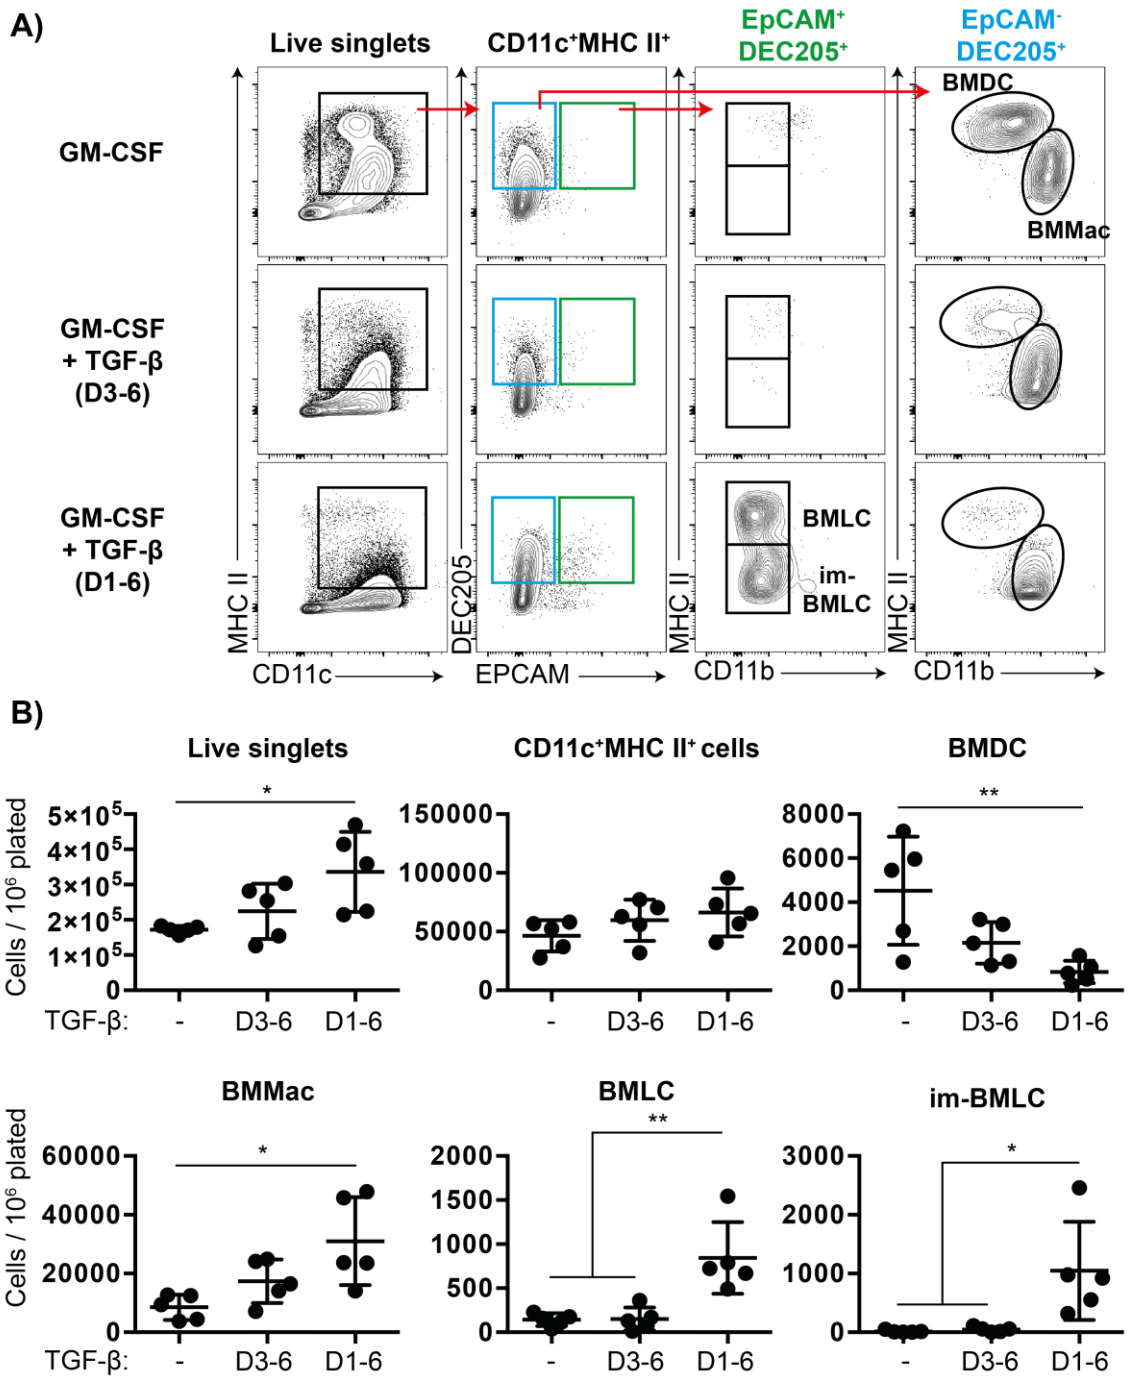 A)
Live singlets
CD11c⁺MHC II⁺
EpCAM⁺
DEC205⁺
EpCAM⁻
DEC205⁺
GM-CSF
BMDC
BMMac
GM-CSF
+ TGF-β
(D3-6)
GM-CSF
+ TGF-β
(D1-6)
BMLC
im-
BMLC
MHC II
DEC205
MHC II
MHC II
CD11c
EPCAM
CD11b
CD11b
B)
Live singlets
Cells / 10⁶ plated
5×10⁵
4×10⁵
3×10⁵
2×10⁵
1×10⁵
0
*
TGF-β: - D3-6 D1-6
CD11c⁺MHC II⁺ cells
150000
100000
50000
0
- D3-6 D1-6
BMDC
8000
6000
4000
2000
0
**
- D3-6 D1-6
BMMac
Cells / 10⁶ plated
60000
40000
20000
0
*
TGF-β: - D3-6 D1-6
BMLC
2000
1500
1000
500
0
**
- D3-6 D1-6
im-BMLC
3000
2000
1000
0
*
- D3-6 D1-6